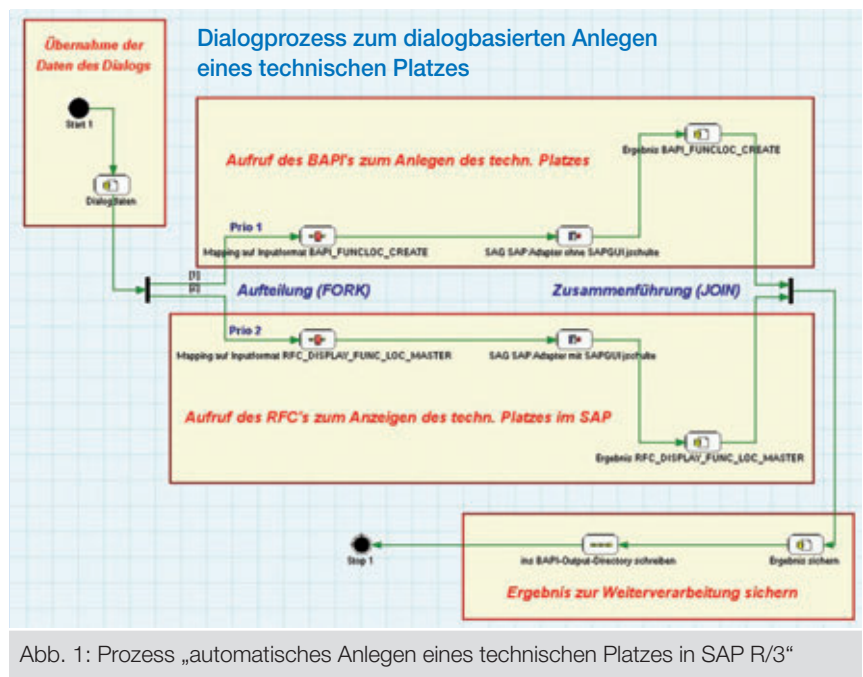 Übernahme der
Daten des Dialogs
Dialogprozess zum dialogbasierten Anlegen
eines technischen Platzes
Start 1
Dialogdaten
Aufruf des BAPI's zum Anlegen des techn. Platzes
Ergebnis BAPI_FUNCLOC_CREATE
Prio 1
Mapping auf Inputformat BAPI_FUNCLOC_CREATE
SAG SAP Adapter ohne SAPGUI jschulte
[1]
[2]
Aufteilung (FORK)
Zusammenführung (JOIN)
Prio 2
Mapping auf Inputformat RFC_DISPLAY_FUNC_LOC_MASTER
SAG SAP Adapter mit SAPGUI jschulte
Aufruf des RFC's zum Anzeigen des techn. Platzes im SAP
Ergebnis RFC_DISPLAY_FUNC_LOC_MASTER
Stop 1
ins BAPI-Output-Directory schreiben
Ergebnis sichern
Ergebnis zur Weiterverarbeitung sichern
Abb. 1: Prozess „automatisches Anlegen eines technischen Platzes in SAP R/3“